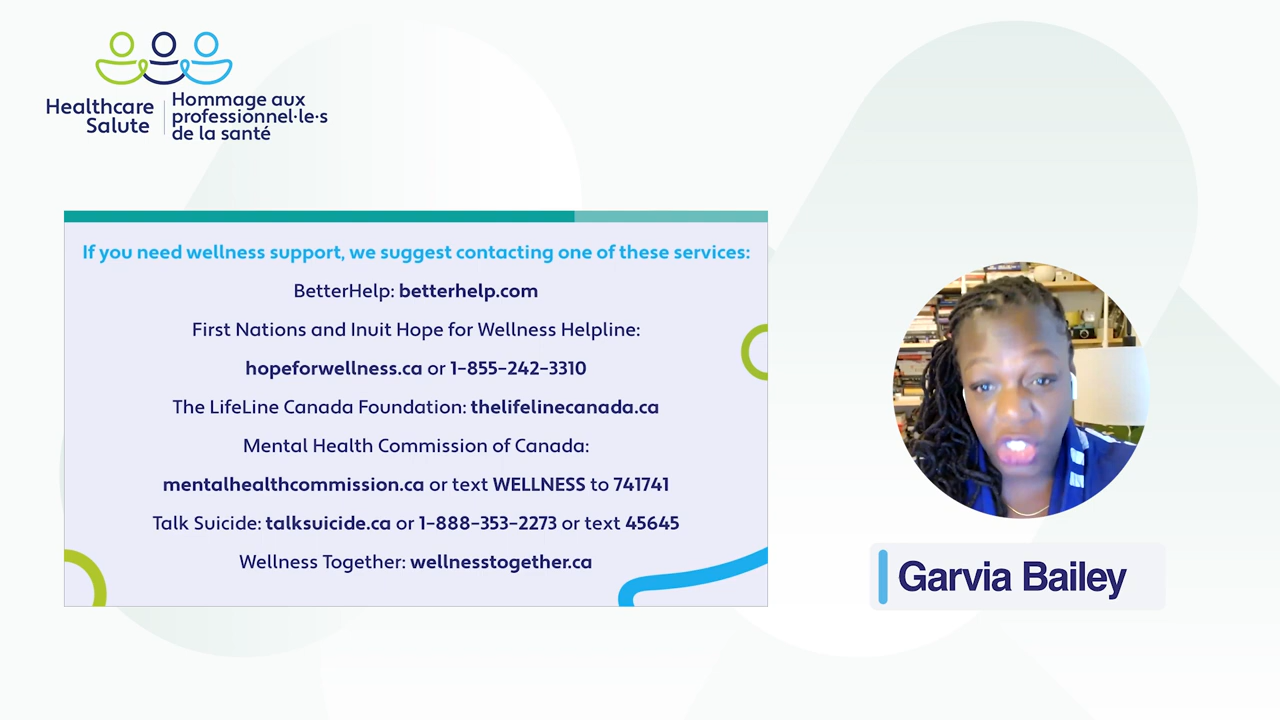 Healthcare
Salute
Hommage aux
professionnel·le·s
de la santé
If you need wellness support, we suggest contacting one of these services:
BetterHelp: betterhelp.com
First Nations and Inuit Hope for Wellness Helpline:
hopeforwellness.ca or 1-855-242-3310
The LifeLine Canada Foundation: thelifelinecanada.ca
Mental Health Commission of Canada:
mentalhealthcommission.ca or text WELLNESS to 741741
Talk Suicide: talksuicide.ca or 1-888-353-2273 or text 45645
Wellness Together: wellnesstogether.ca
Garvia Bailey